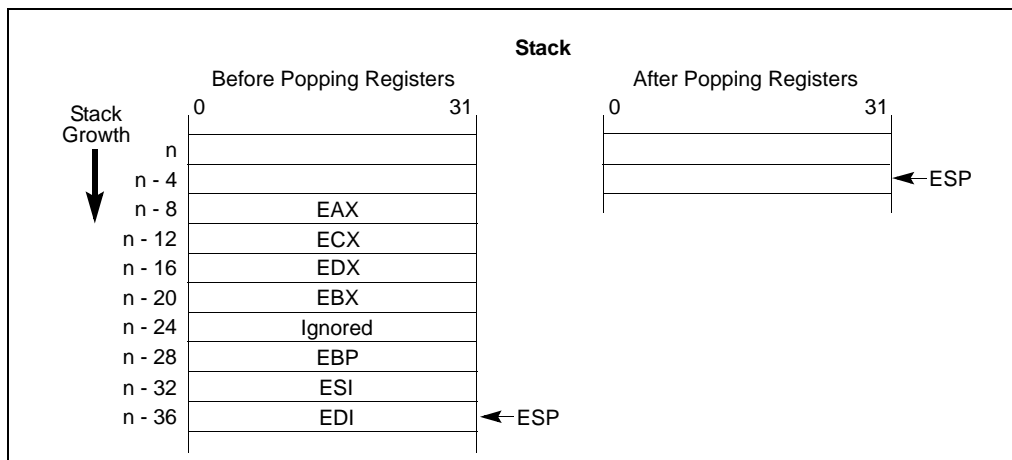 Stack
Before Popping Registers
After Popping Registers
0 31
0 31
Stack
Growth
n
n - 4
ESP
n - 8 EAX
n - 12 ECX
n - 16 EDX
n - 20 EBX
n - 24 Ignored
n - 28 EBP
n - 32 ESI
n - 36 EDI ESP